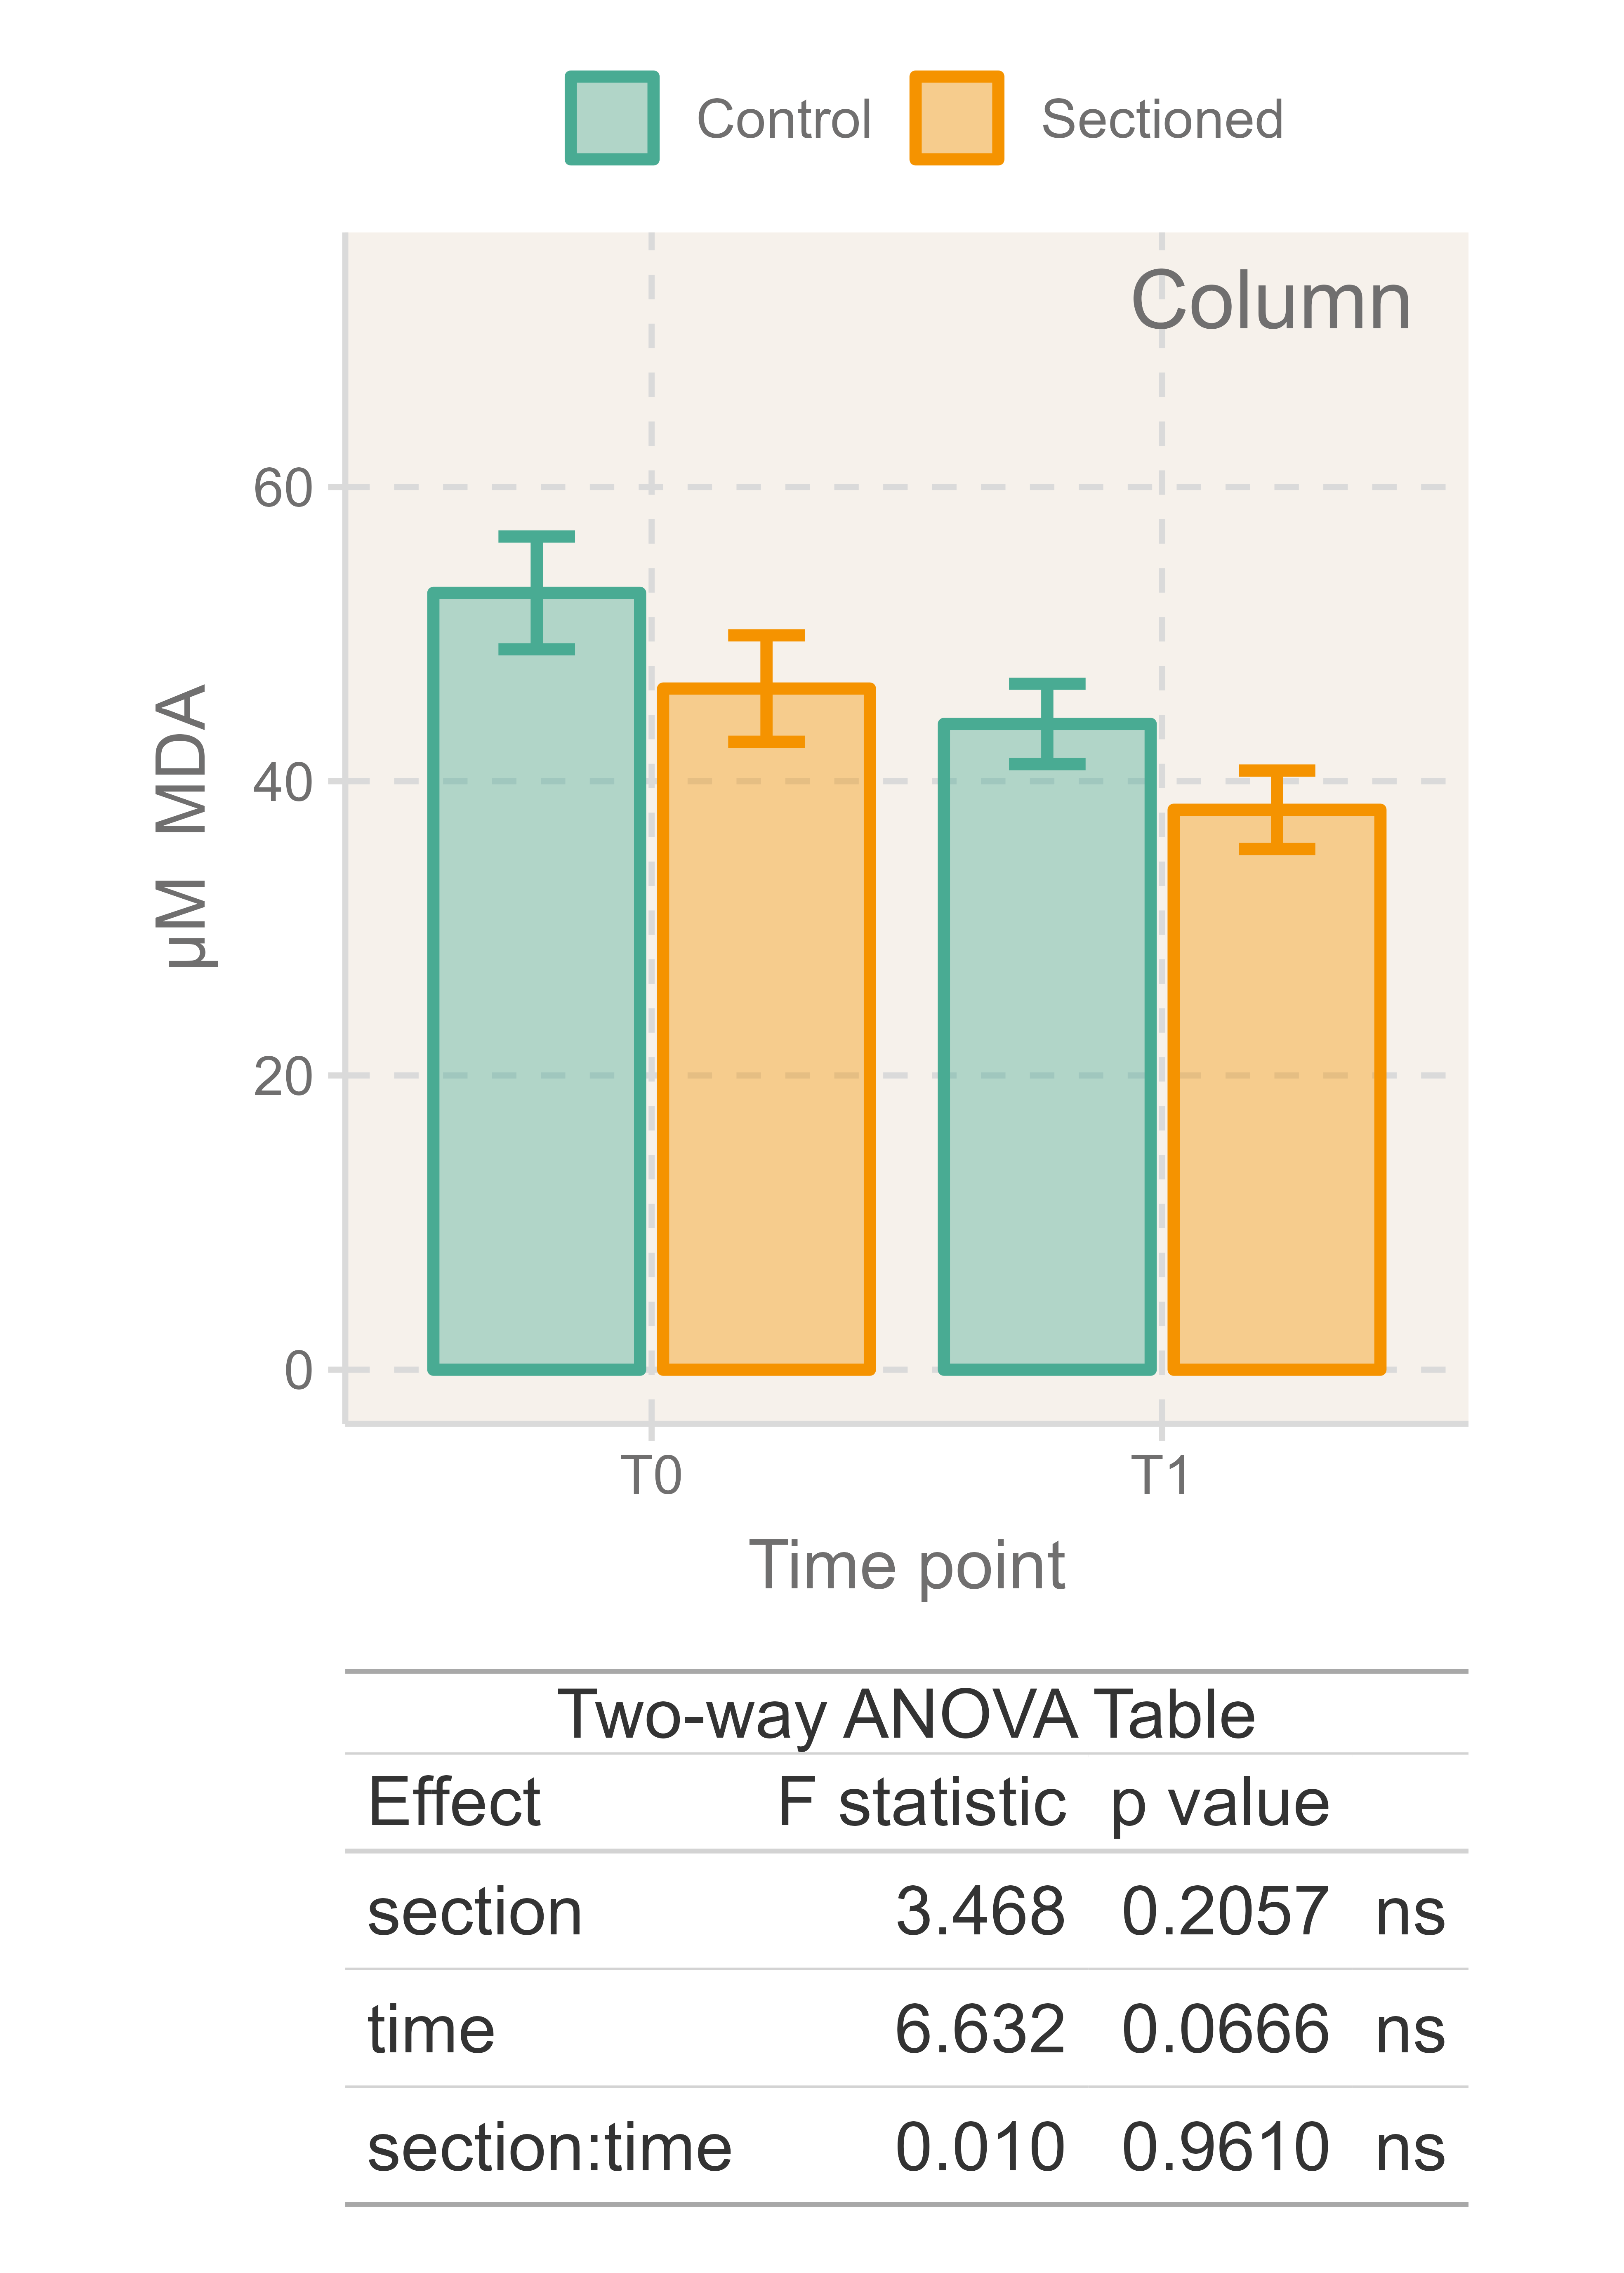 Control Sectioned
Column
60
40
20
0
µM MDA
T0 T1
Time point
Two-way ANOVA Table
Effect F statistic p value
section 3.468 0.2057 ns
time 6.632 0.0666 ns
section:time 0.010 0.9610 ns